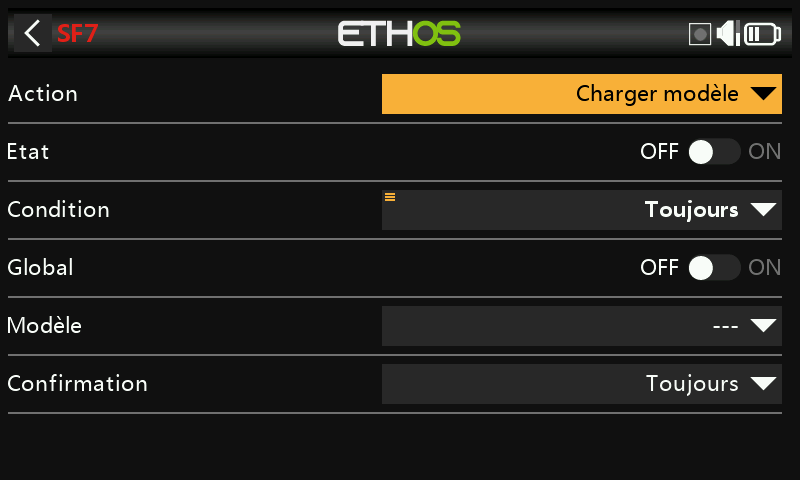 SF7
ETHOS
Action Charger modèle
Etat OFF ON
Condition Toujours
Global OFF ON
Modèle ---
Confirmation Toujours